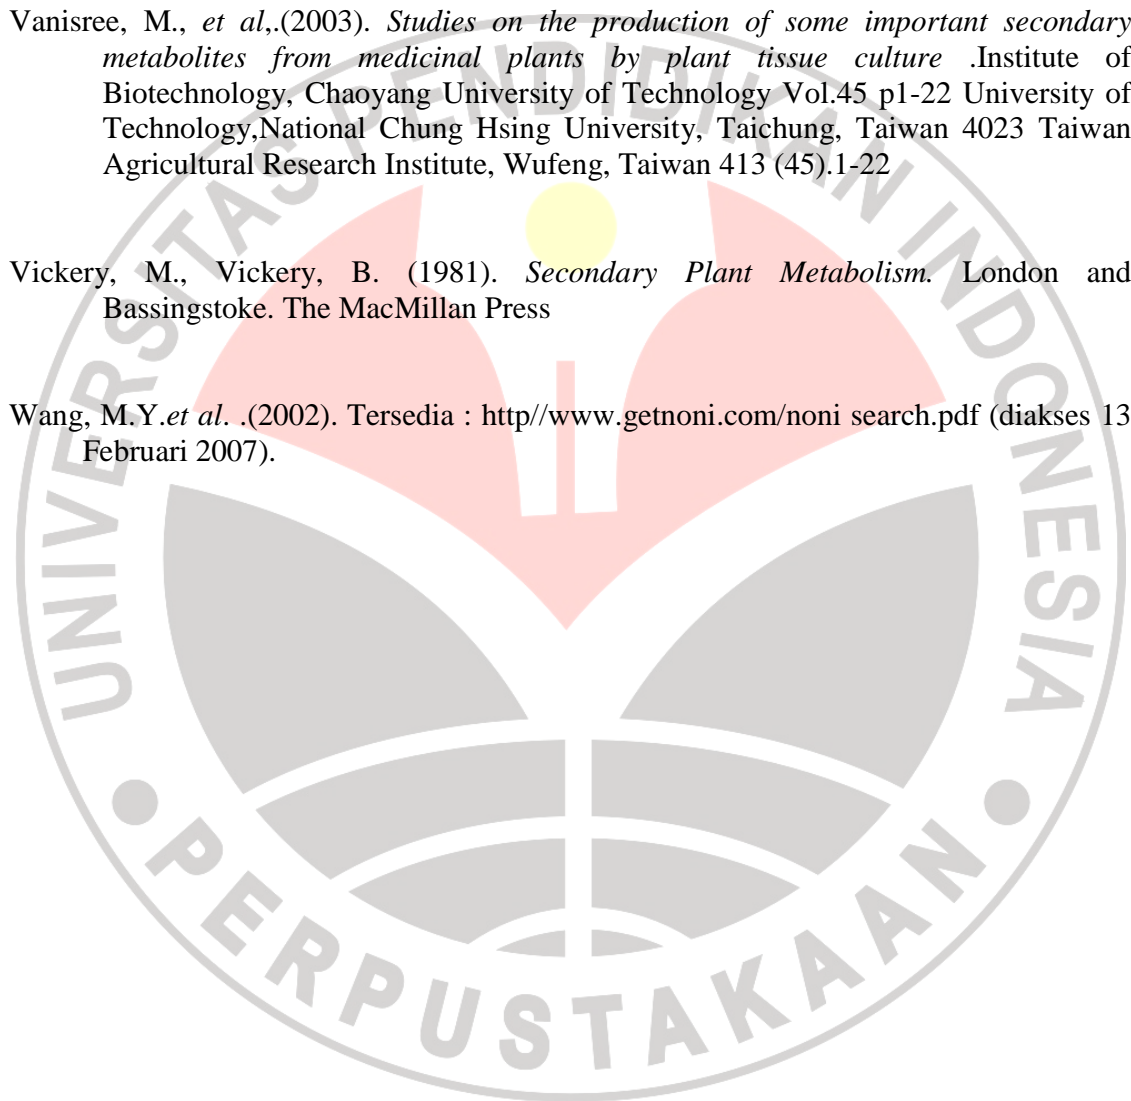 Vanisree, M., et al,.(2003). Studies on the production of some important secondary
metabolites from medicinal plants by plant tissue culture .Institute of
Biotechnology, Chaoyang University of Technology Vol.45 p1-22 University of
Technology,National Chung Hsing University, Taichung, Taiwan 4023 Taiwan
Agricultural Research Institute, Wufeng, Taiwan 413 (45).1-22
Vickery, M., Vickery, B. (1981). Secondary Plant Metabolism. London and
Bassingstoke. The MacMillan Press
Wang, M.Y.et al. .(2002). Tersedia : http//www.getnoni.com/noni search.pdf (diakses 13
Februari 2007).
UNIVERSITAS PENDIDIKAN INDONESIA
PERPUSTAKAAN